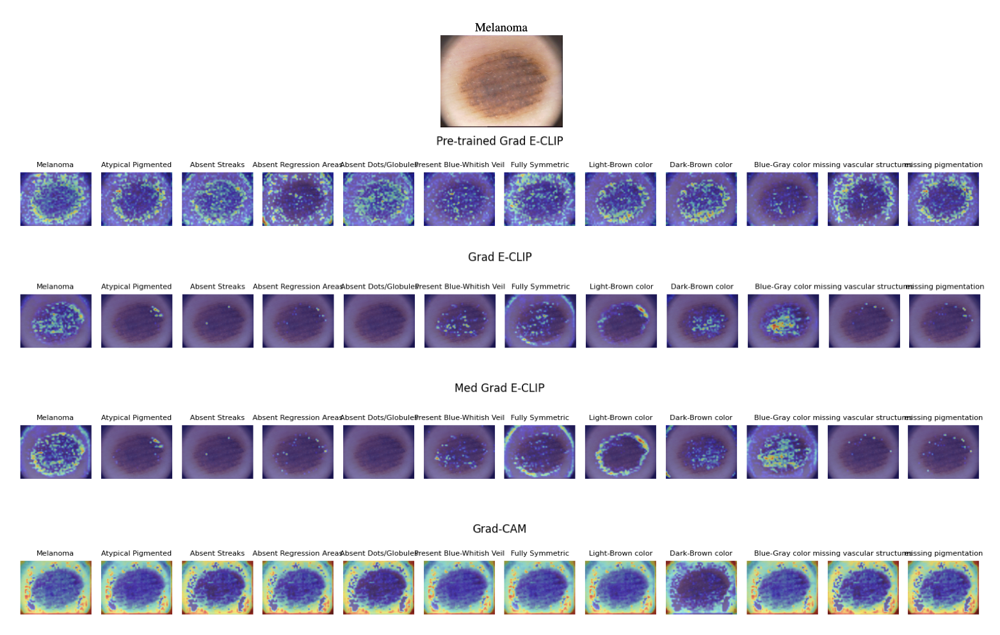 Melanoma
Pre-trained Grad E-CLIP
Melanoma Atypical Pigmented Absent Streaks Absent Regression Areas Absent Dots/Globules Present Blue-Whitish Veil Fully Symmetric Light-Brown color Dark-Brown color Blue-Gray color missing vascular structures missing pigmentation
Grad E-CLIP
Melanoma Atypical Pigmented Absent Streaks Absent Regression Areas Absent Dots/Globules Present Blue-Whitish Veil Fully Symmetric Light-Brown color Dark-Brown color Blue-Gray color missing vascular structures missing pigmentation
Med Grad E-CLIP
Melanoma Atypical Pigmented Absent Streaks Absent Regression Areas Absent Dots/Globules Present Blue-Whitish Veil Fully Symmetric Light-Brown color Dark-Brown color Blue-Gray color missing vascular structures missing pigmentation
Grad-CAM
Melanoma Atypical Pigmented Absent Streaks Absent Regression Areas Absent Dots/Globules Present Blue-Whitish Veil Fully Symmetric Light-Brown color Dark-Brown color Blue-Gray color missing vascular structures missing pigmentation